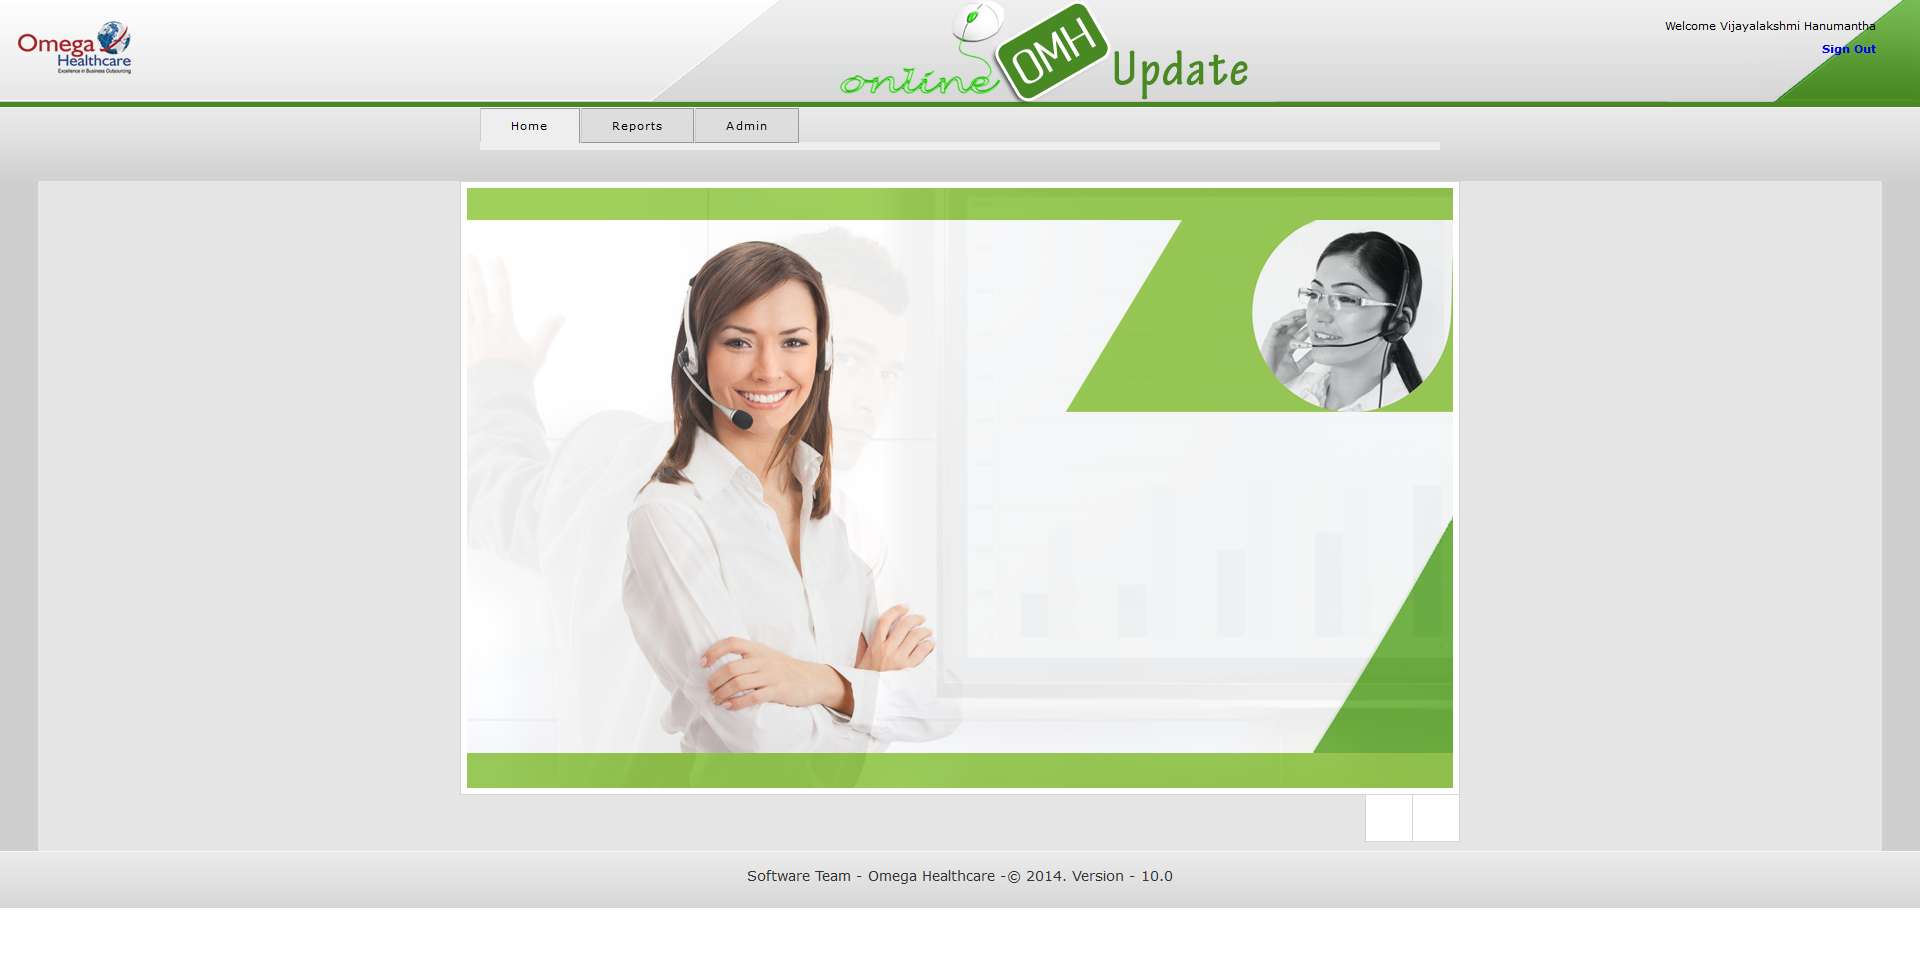 Omega
Healthcare
Excellence in Business Outsourcing
online OMH Update
Welcome Vijayalakshmi Hanumantha
Sign Out
Home Reports Admin
Software Team - Omega Healthcare -© 2014. Version - 10.0